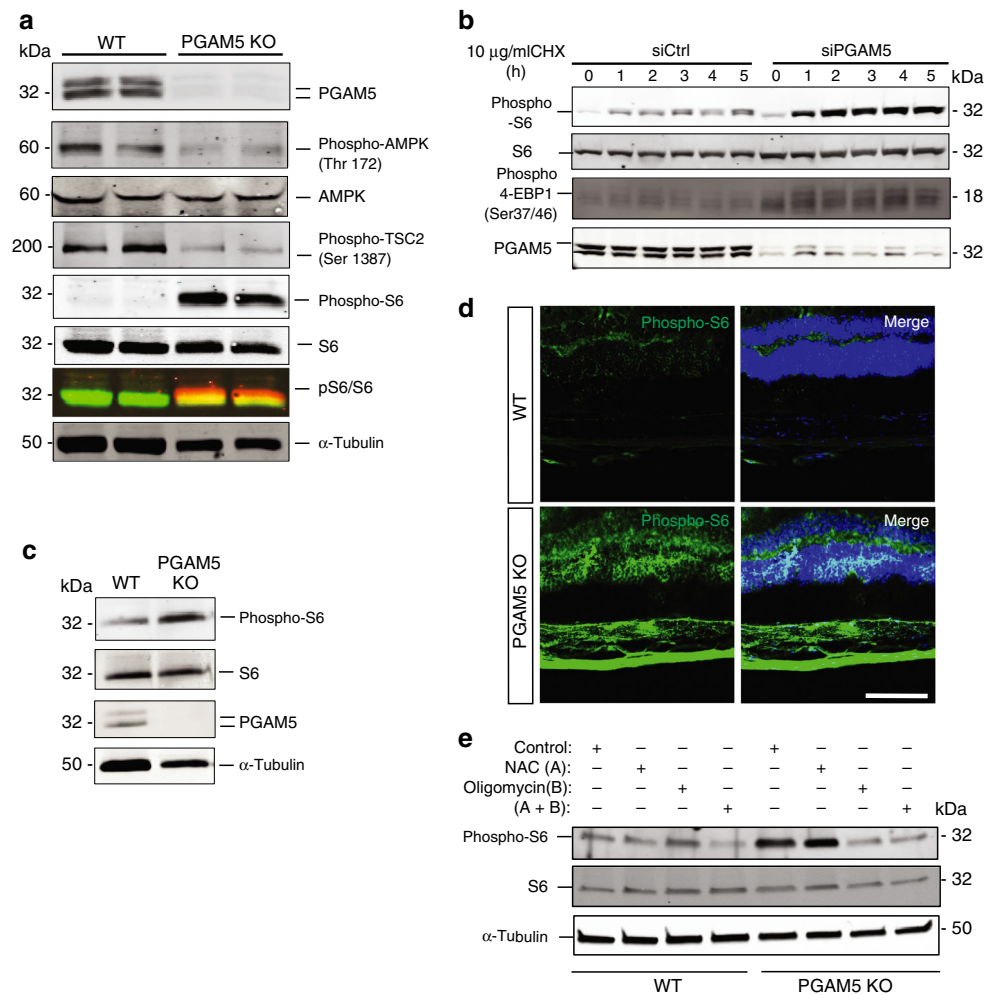 a
kDa WT PGAM5 KO
32 - PGAM5
60 - Phospho-AMPK
(Thr 172)
60 - AMPK
200 - Phospho-TSC2
(Ser 1387)
32 - Phospho-S6
32 - S6
32 - pS6/S6
50 - α-Tubulin
b
10 μg/mlCHX siCtrl siPGAM5
(h) 0 1 2 3 4 5 0 1 2 3 4 5 kDa
Phospho
-S6 - 32
S6 - 32
Phospho
4-EBP1 - 18
(Ser37/46)
PGAM5 - 32
c
kDa WT PGAM5
KO
32 - Phospho-S6
32 - S6
32 - PGAM5
50 - α-Tubulin
d
WT Phospho-S6 Merge
PGAM5 KO Phospho-S6 Merge
e
Control: + – – – + – – –
NAC (A): – + – – – + – –
Oligomycin(B): – – + – – – + –
(A + B): – – – + – – – + kDa
Phospho-S6 - 32
S6 - 32
α-Tubulin - 50
WT PGAM5 KO